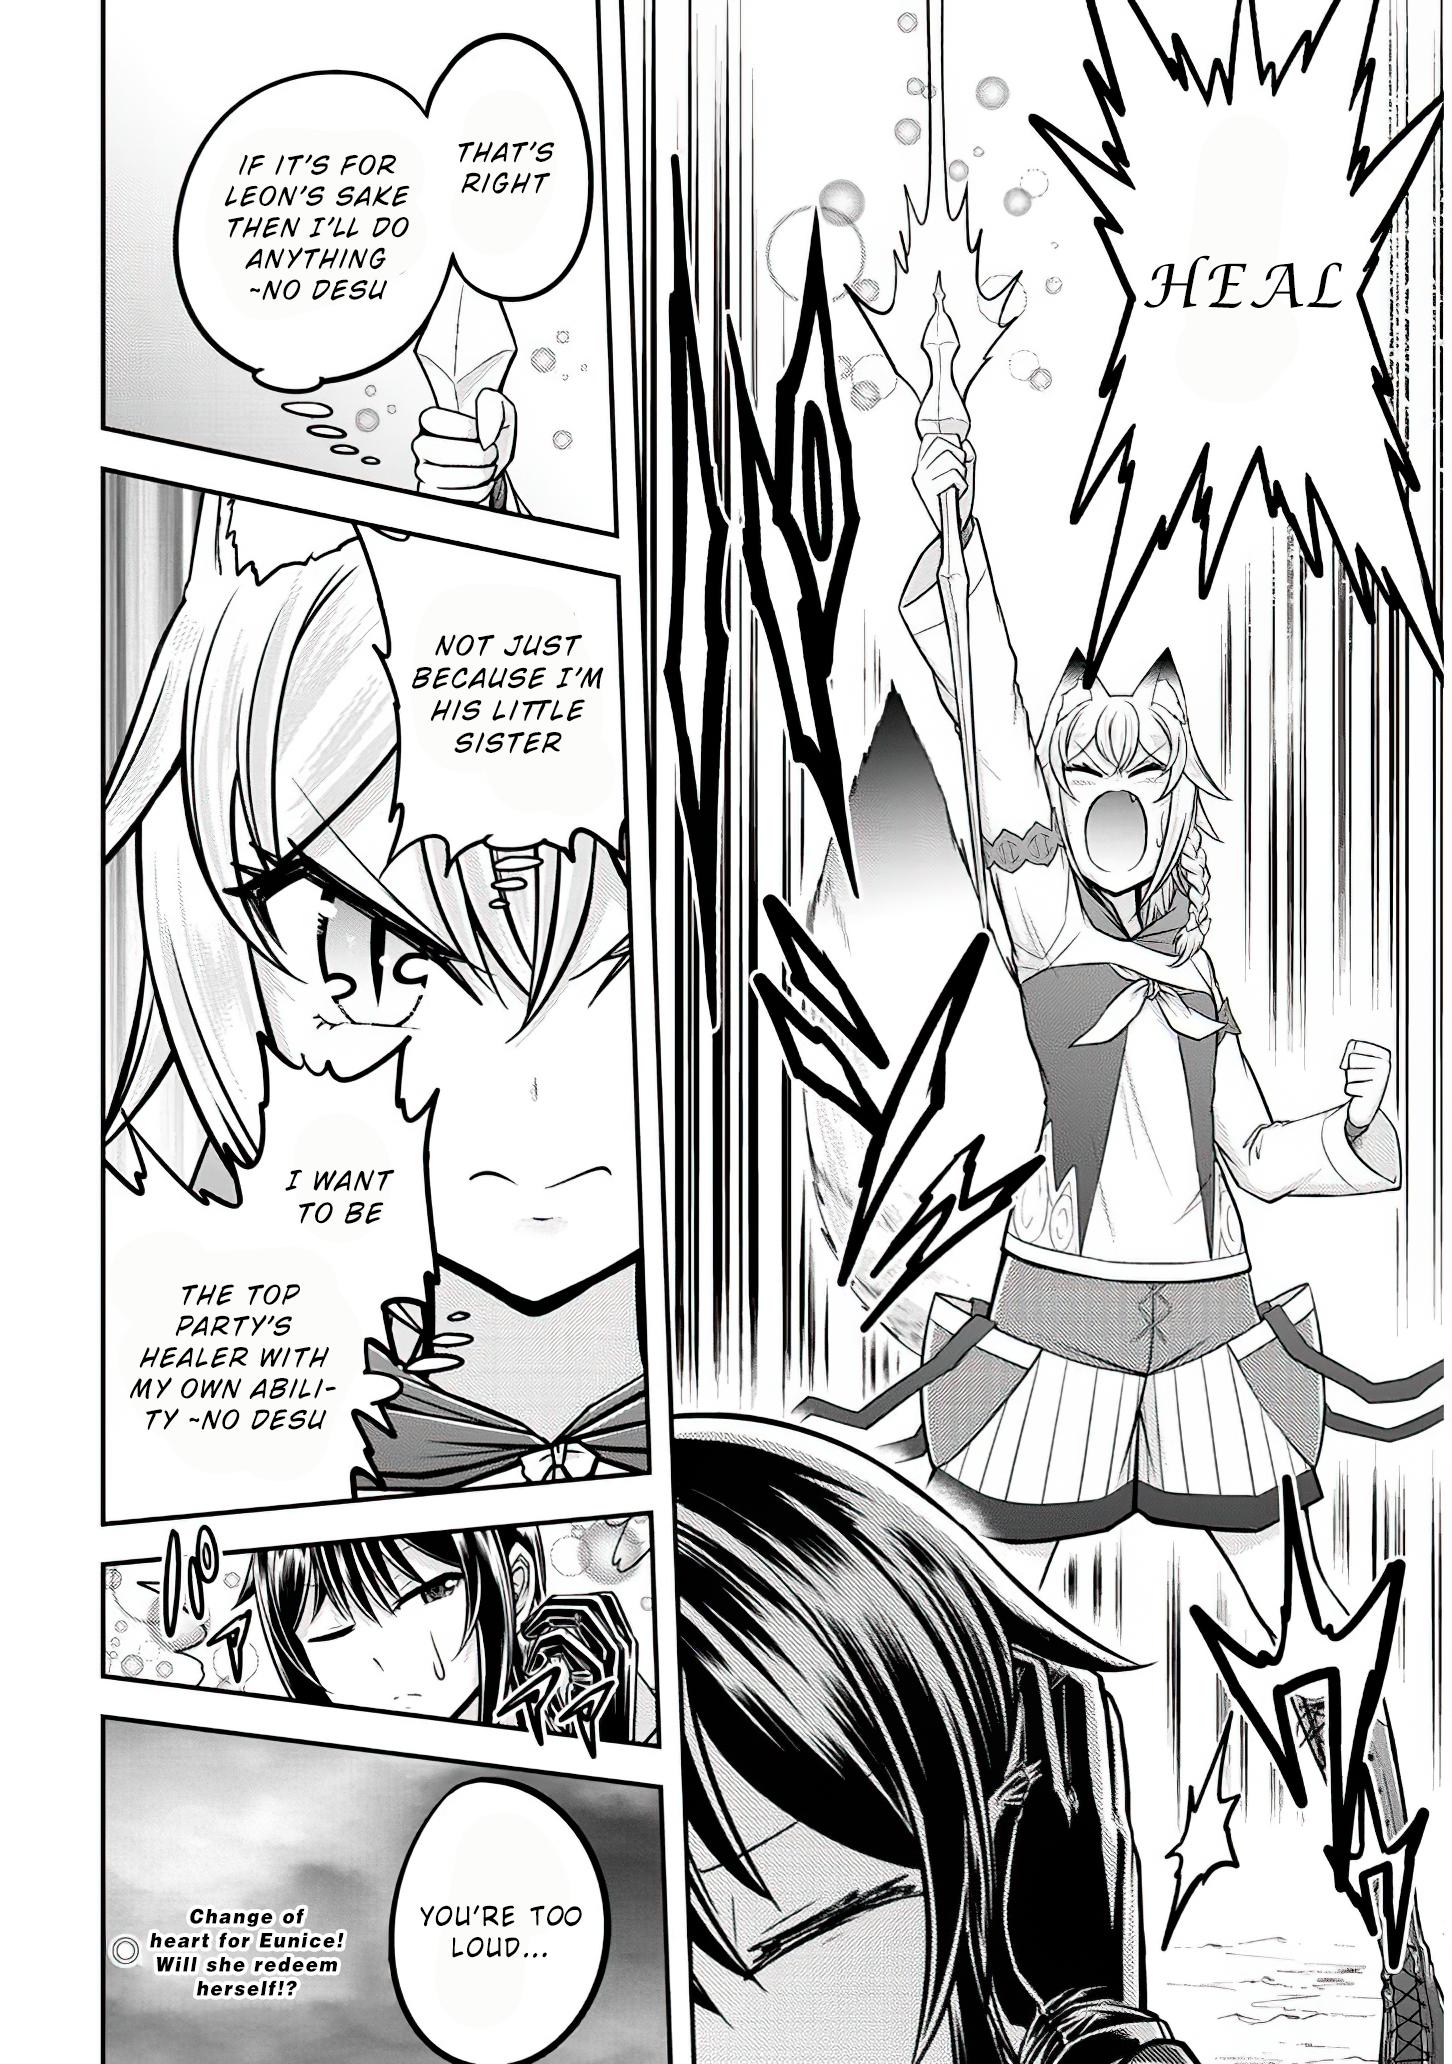 HEAL
THAT'S
RIGHT
IF IT'S FOR
LEON'S SAKE
THEN I'LL DO
ANYTHING
~NO DESU
NOT JUST
BECAUSE I'M
HIS LITTLE
SISTER
I WANT
TO BE
THE TOP
PARTY'S
HEALER WITH
MY OWN ABILI-
TY ~NO DESU
YOU'RE TOO
LOUD...
Change of
heart for Eunice!
Will she redeem
herself!?